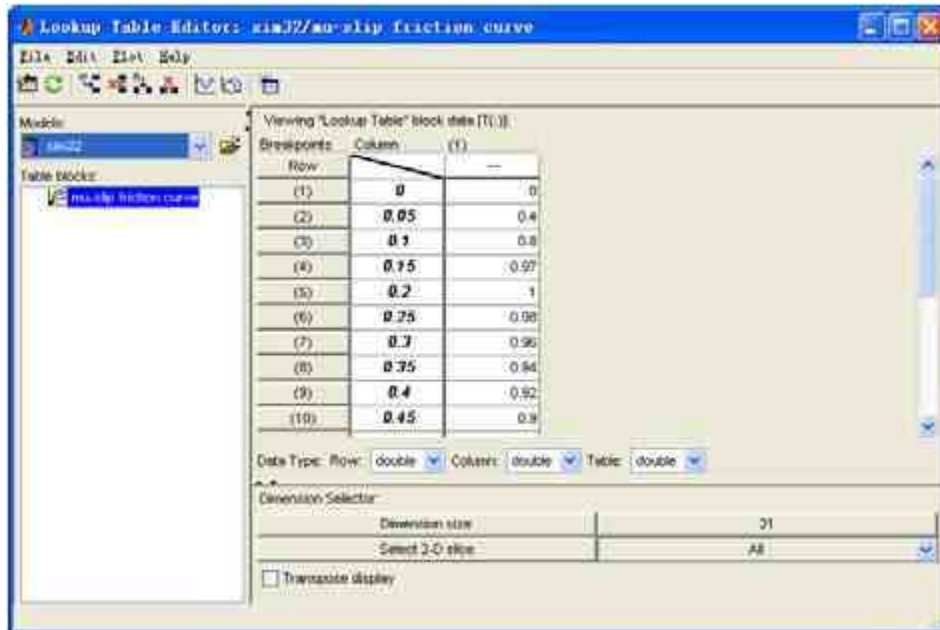 Lookup Table Editor: sim32/mu-slip friction curve
File Edit Plot Help
Models:
sim32
Table blocks:
mu-slip friction curve
Viewing "Lookup Table" block data [T(:)]:
Breakpoints Column (1)
Row ---
(1) 0 0
(2) 0.05 0.4
(3) 0.1 0.8
(4) 0.15 0.97
(5) 0.2 1
(6) 0.25 0.98
(7) 0.3 0.96
(8) 0.35 0.94
(9) 0.4 0.92
(10) 0.45 0.9
Data Type: Row: double Column: double Table: double
Dimension Selector:
Dimension size 21
Select 2-D slice All
Transpose display